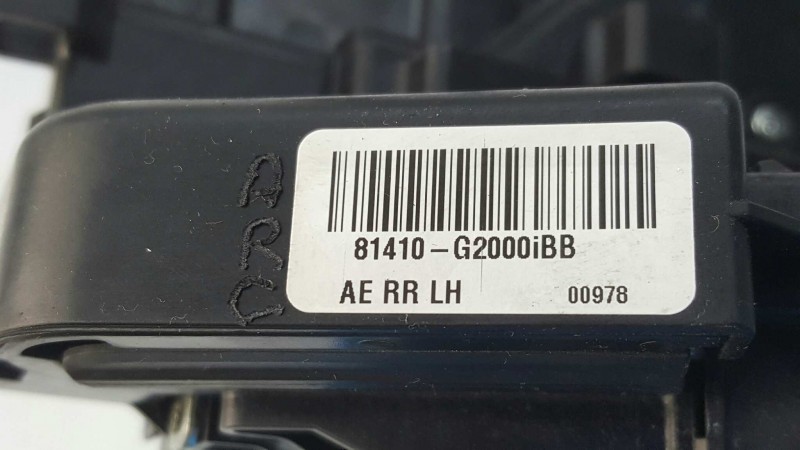 ARC
81410-G2000iBB
AE RR LH 00978